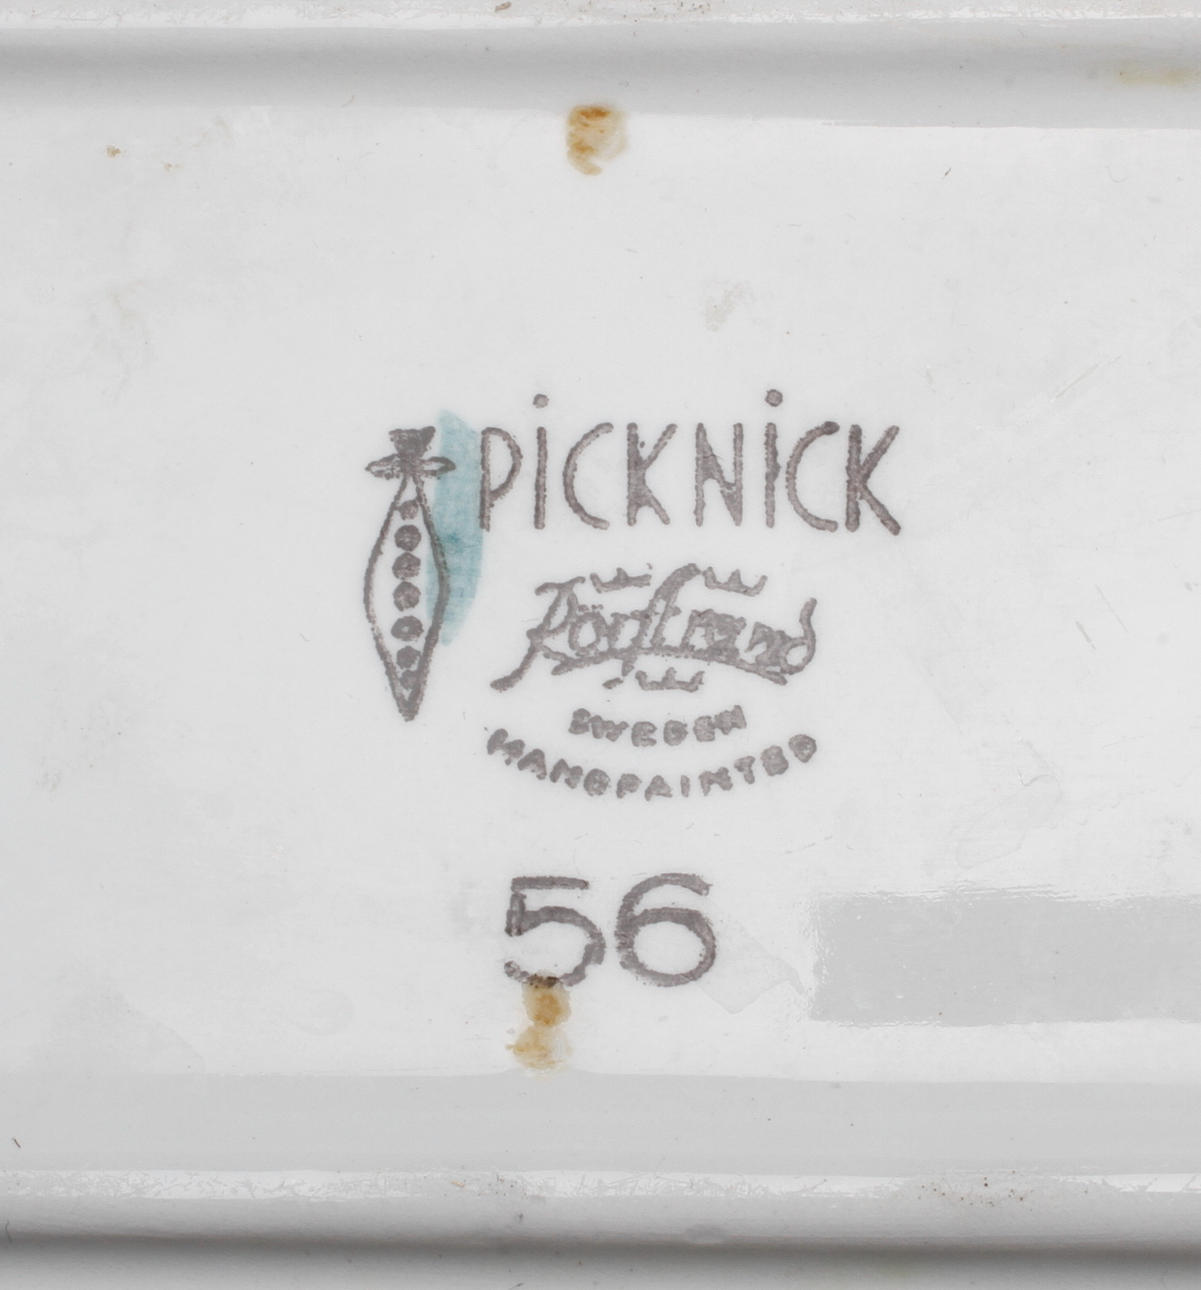 PiCKNiCK
Rörstrand
SWEDEN
HANDPAINTED
56